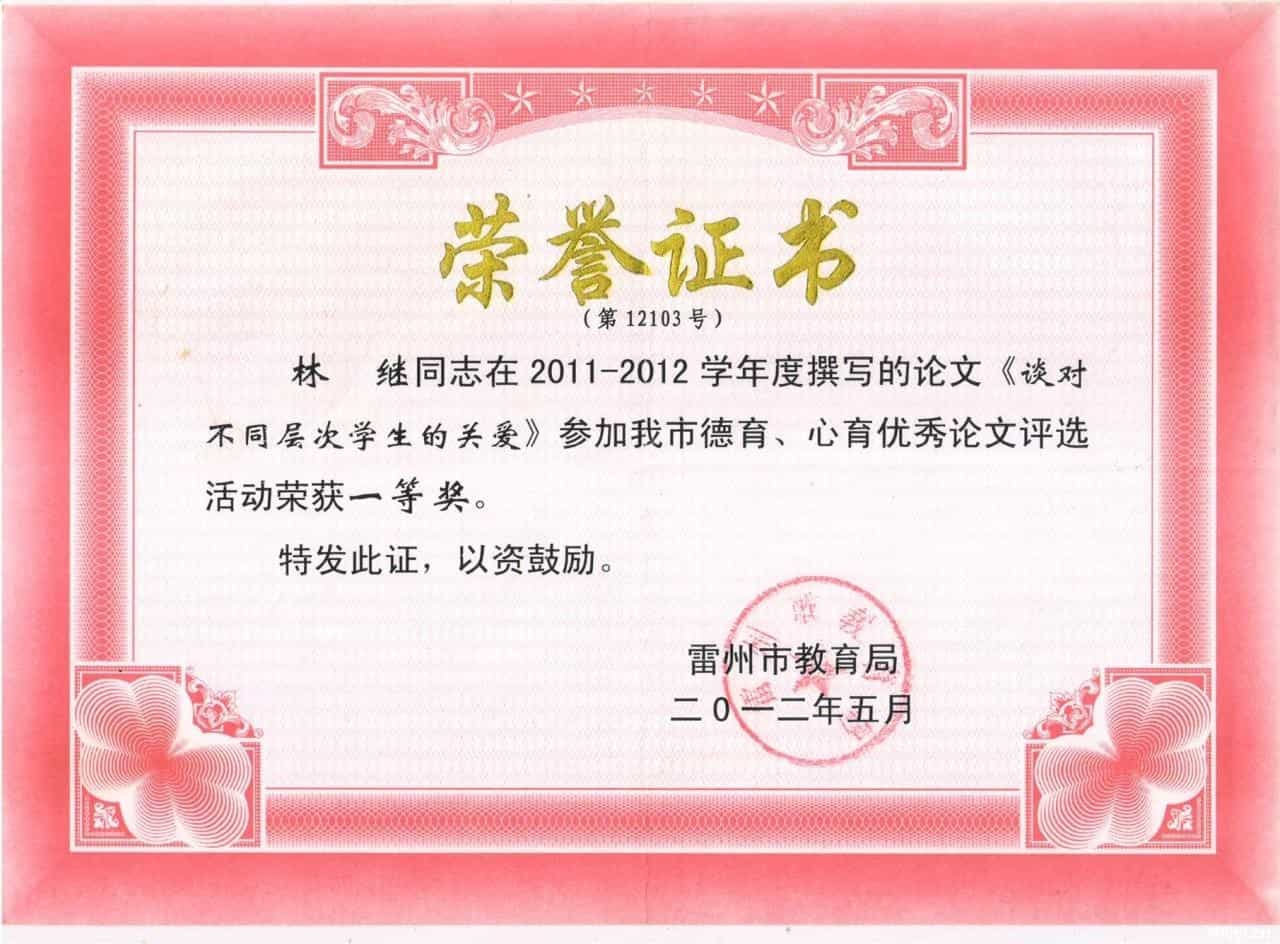 荣誉证书
（第 12103 号）
林 继同志在 2011-2012 学年度撰写的论文《谈对
不同层次学生的关爱》参加我市德育、心育优秀论文评选
活动荣获一等奖。
特发此证，以资鼓励。
雷州市教育局
二0一二年五月